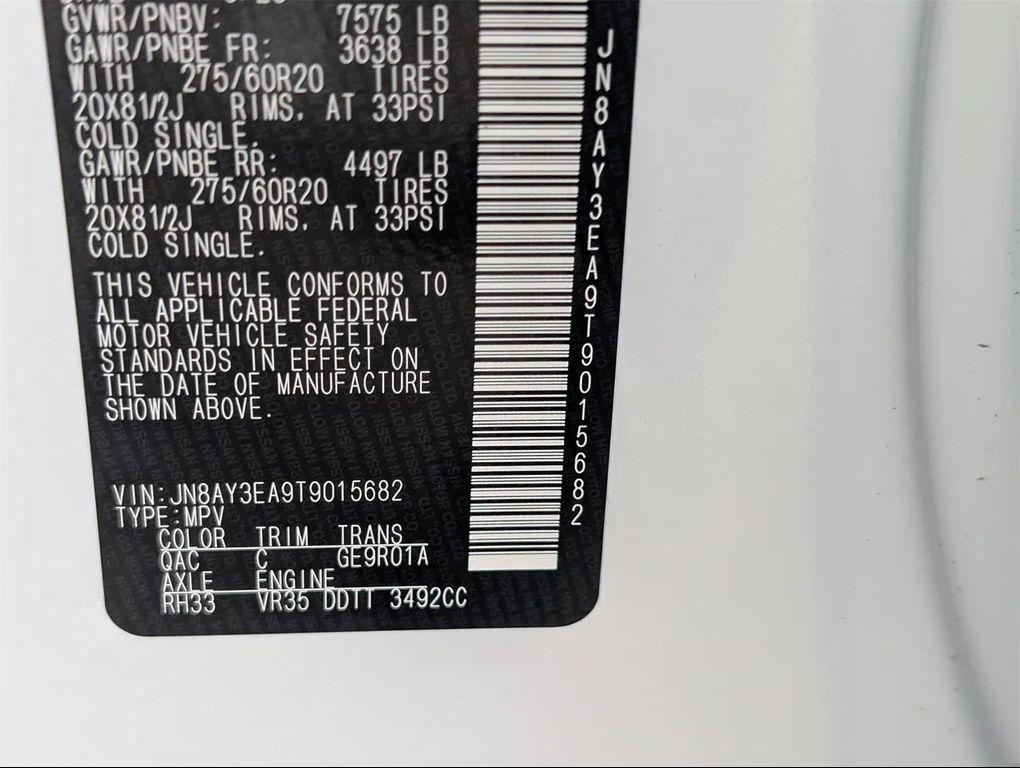 GVWR/PNBV: 7575 LB
GAWR/PNBE FR: 3638 LB
WITH 275/60R20 TIRES
20X81/2J RIMS, AT 33PSI
COLD SINGLE.
GAWR/PNBE RR: 4497 LB
WITH 275/60R20 TIRES
20X81/2J RIMS, AT 33PSI
COLD SINGLE.
THIS VEHICLE CONFORMS TO
ALL APPLICABLE FEDERAL
MOTOR VEHICLE SAFETY
STANDARDS IN EFFECT ON
THE DATE OF MANUFACTURE
SHOWN ABOVE.
VIN:JN8AY3EA9T9015682
TYPE:MPV
COLOR TRIM TRANS
QAC C GE9R01A
AXLE ENGINE
RH33 VR35 DDTT 3492CC
JN8AY3EA9T9015682